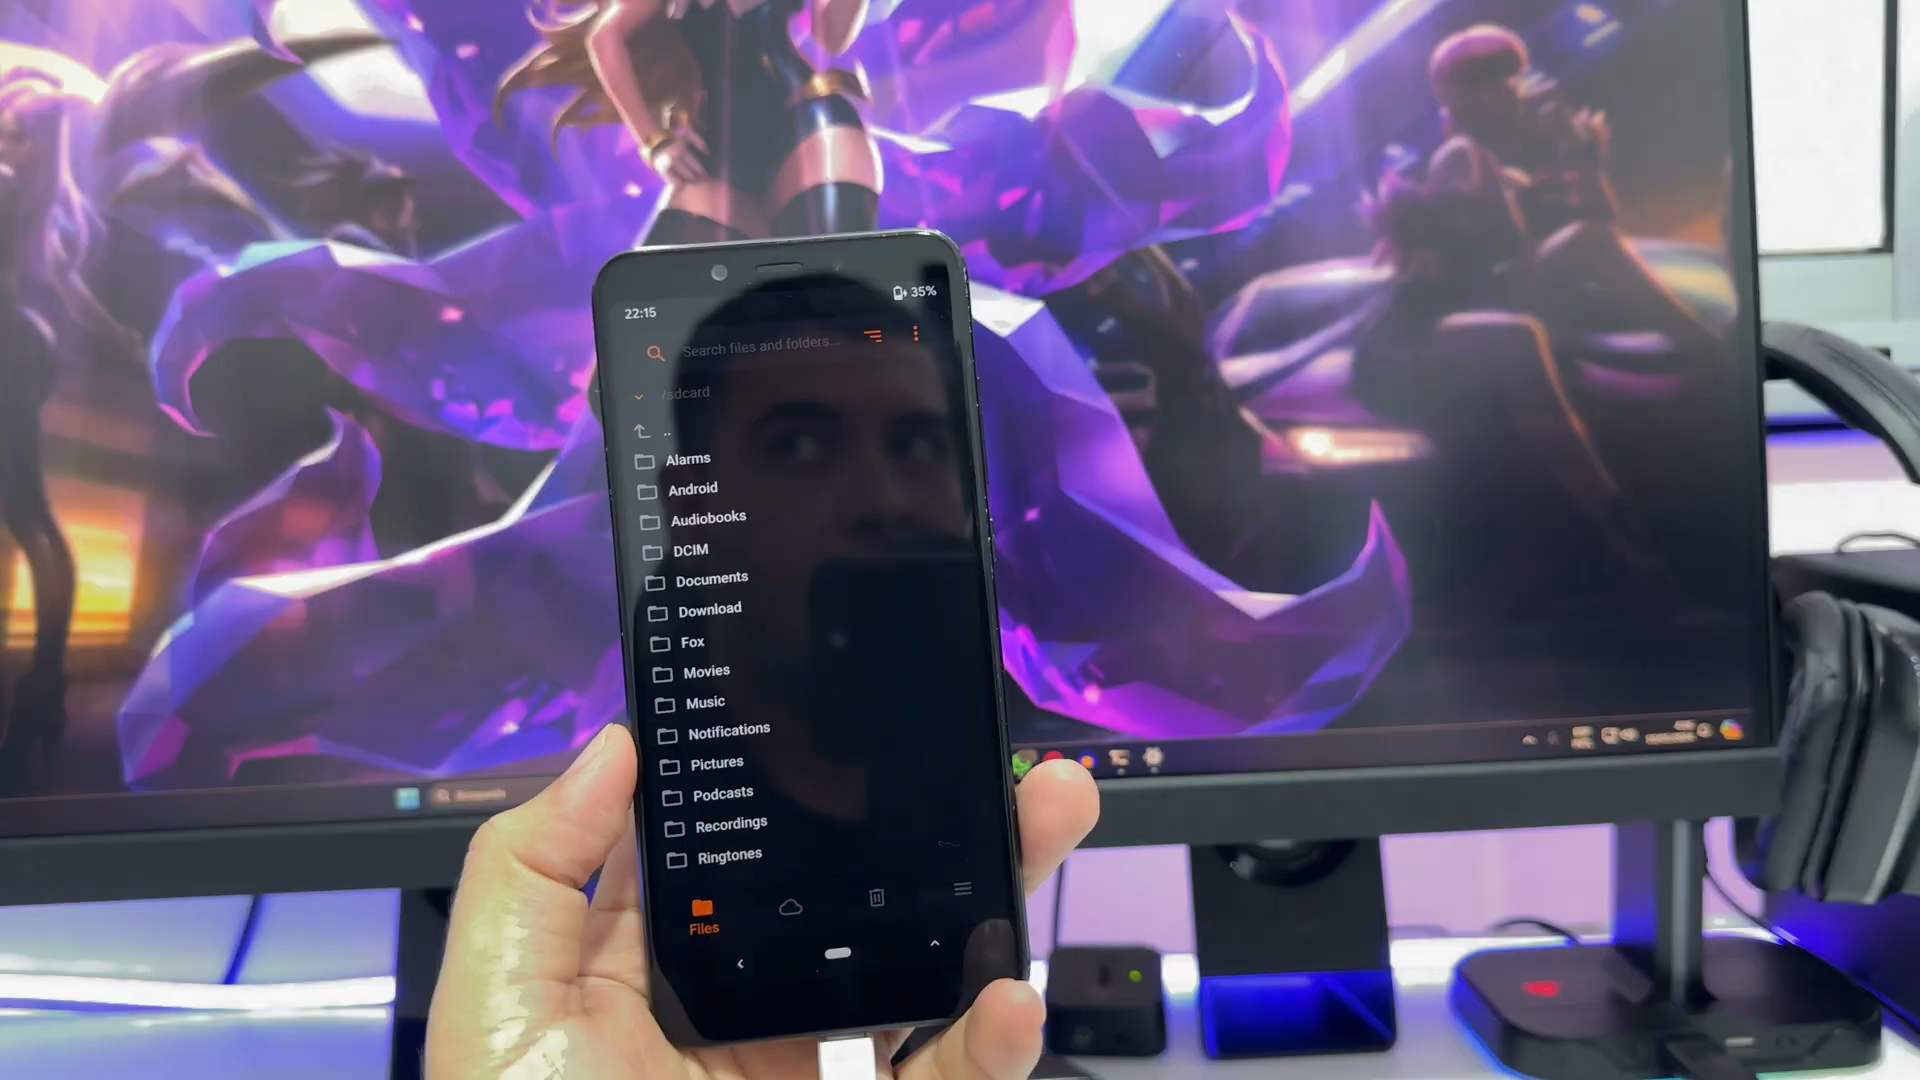 22:15
35%
Search files and folders...
/sdcard
..
Alarms
Android
Audiobooks
DCIM
Documents
Download
Fox
Movies
Music
Notifications
Pictures
Podcasts
Recordings
Ringtones
Files